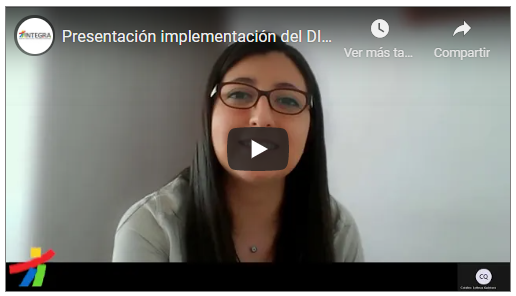 INTEGRA
Presentación implementación del DI...
Ver más ta...
Compartir
CQ